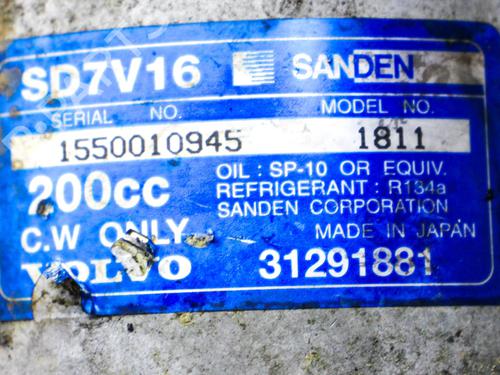 SD7V16 SANDEN
SERIAL NO. MODEL NO.
1550010945 1811
200cc
OIL : SP-10 OR EQUIV.
REFRIGERANT : R134a
SANDEN CORPORATION
C.W ONLY MADE IN JAPAN
VOLVO 31291881